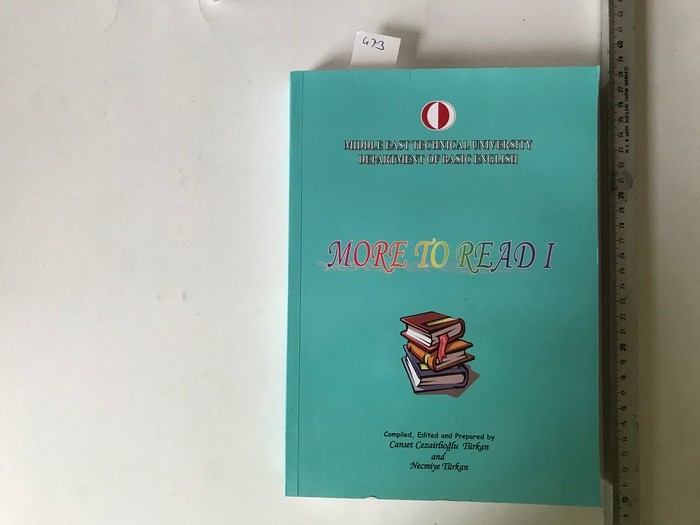 473
MIDDLE EAST TECHNICAL UNIVERSITY
DEPARTMENT OF BASIC ENGLISH
MORE TO READ I
Compiled, Edited and Prepared by
Canset Cezairlioğlu Türkan
and
Necmiye Türkan